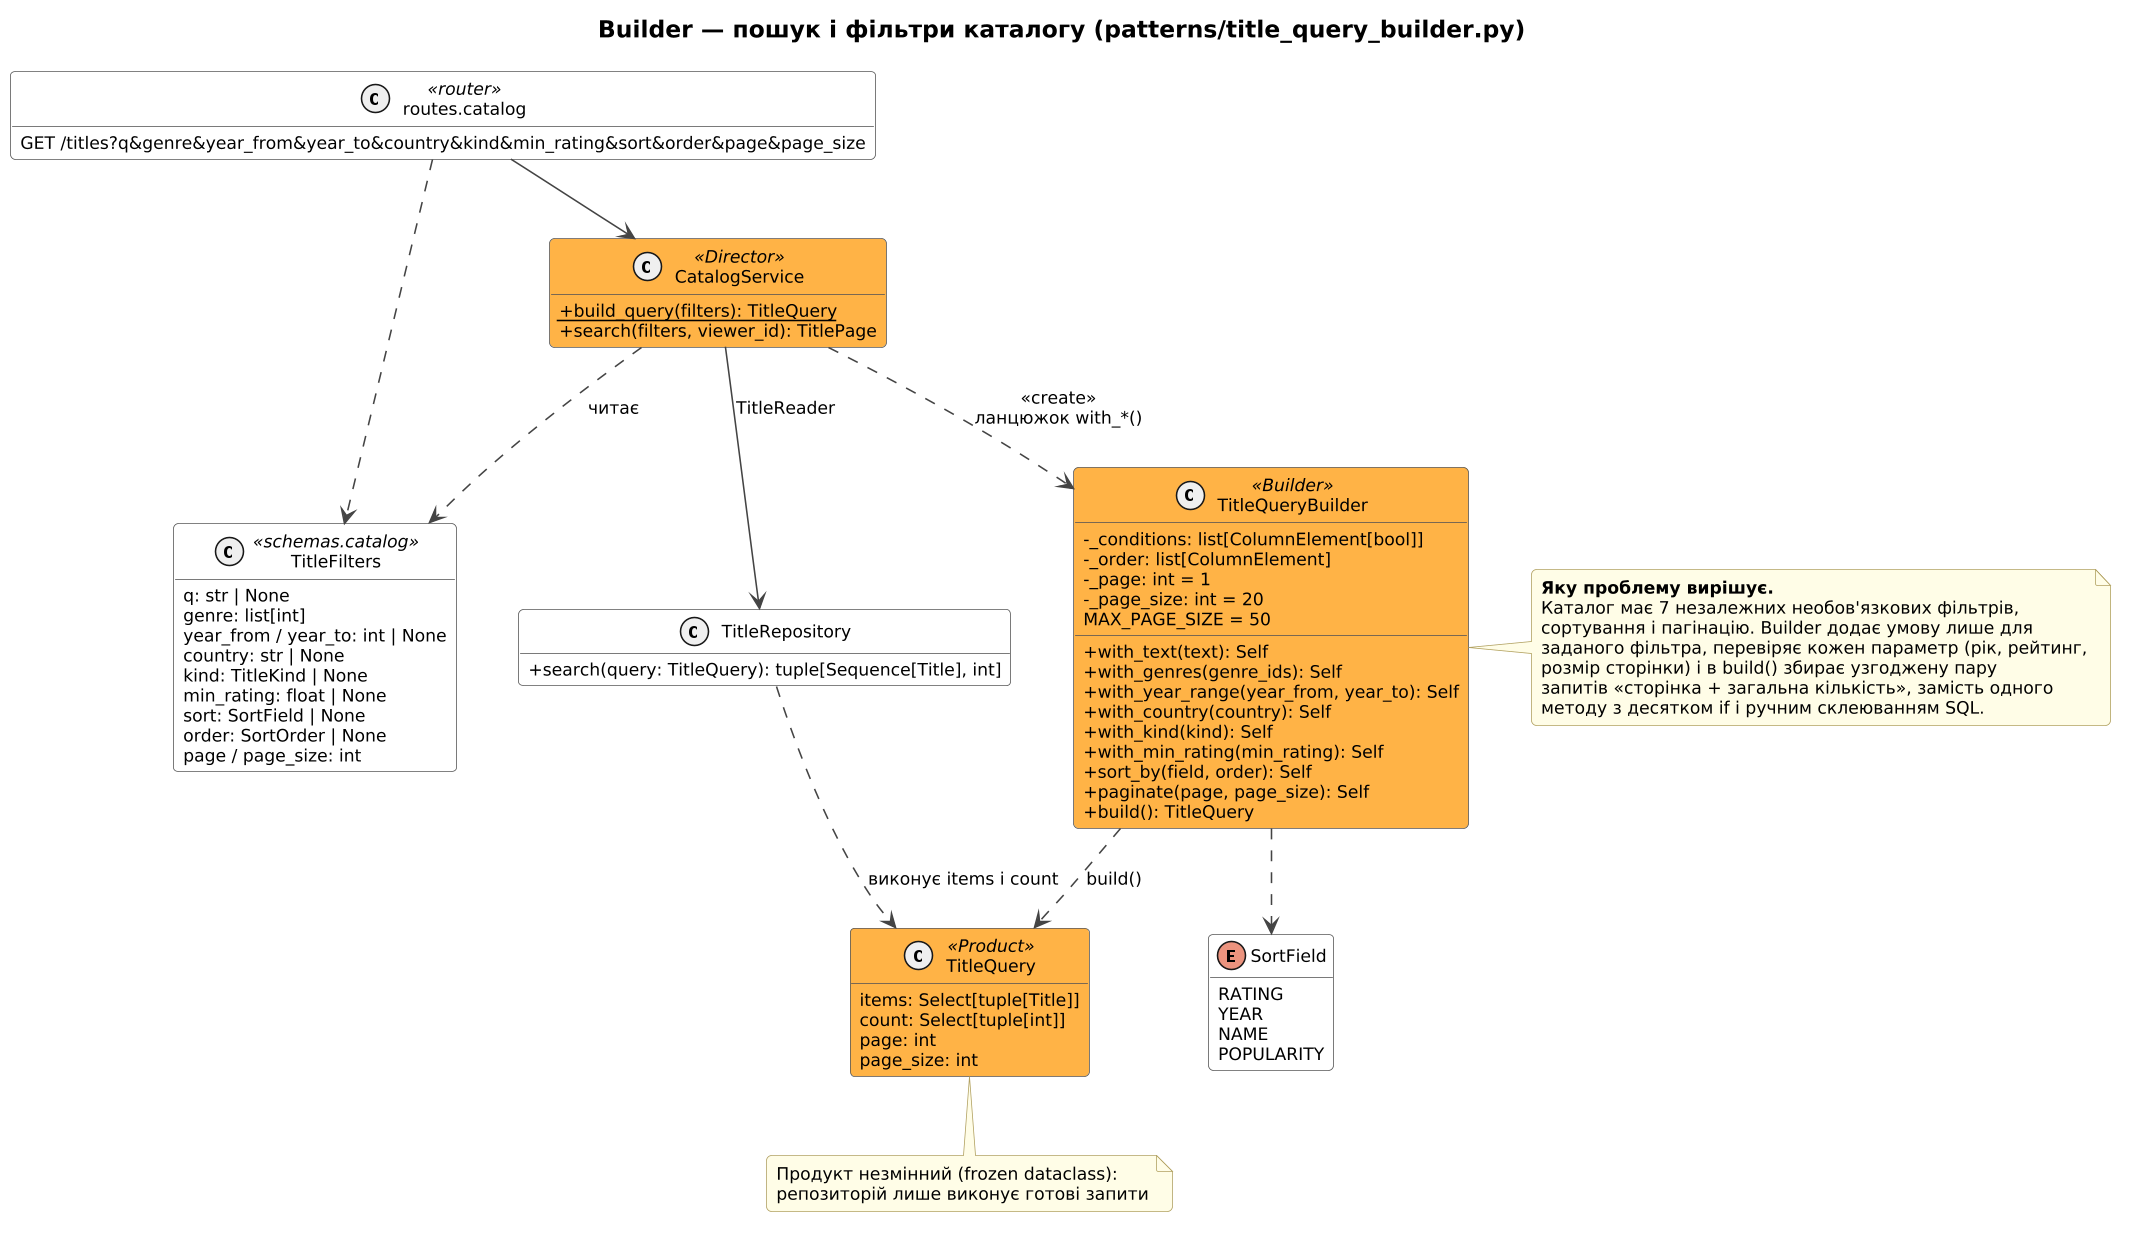 Builder — пошук і фільтри каталогу (patterns/title_query_builder.py)
C
«router»
routes.catalog
GET /titles?q&genre&year_from&year_to&country&kind&min_rating&sort&order&page&page_size
C
«Director»
CatalogService
+build_query(filters): TitleQuery
+search(filters, viewer_id): TitlePage
читає
TitleReader
«create»
ланцюжок with_*()
C
«schemas.catalog»
TitleFilters
q: str | None
genre: list[int]
year_from / year_to: int | None
country: str | None
kind: TitleKind | None
min_rating: float | None
sort: SortField | None
order: SortOrder | None
page / page_size: int
C
TitleRepository
+search(query: TitleQuery): tuple[Sequence[Title], int]
C
«Builder»
TitleQueryBuilder
-_conditions: list[ColumnElement[bool]]
-_order: list[ColumnElement]
-_page: int = 1
-_page_size: int = 20
MAX_PAGE_SIZE = 50
+with_text(text): Self
+with_genres(genre_ids): Self
+with_year_range(year_from, year_to): Self
+with_country(country): Self
+with_kind(kind): Self
+with_min_rating(min_rating): Self
+sort_by(field, order): Self
+paginate(page, page_size): Self
+build(): TitleQuery
Яку проблему вирішує.
Каталог має 7 незалежних необов'язкових фільтрів,
сортування і пагінацію. Builder додає умову лише для
заданого фільтра, перевіряє кожен параметр (рік, рейтинг,
розмір сторінки) і в build() збирає узгоджену пару
запитів «сторінка + загальна кількість», замість одного
методу з десятком if і ручним склеюванням SQL.
виконує items і count
build()
C
«Product»
TitleQuery
items: Select[tuple[Title]]
count: Select[tuple[int]]
page: int
page_size: int
E
SortField
RATING
YEAR
NAME
POPULARITY
Продукт незмінний (frozen dataclass):
репозиторій лише виконує готові запити